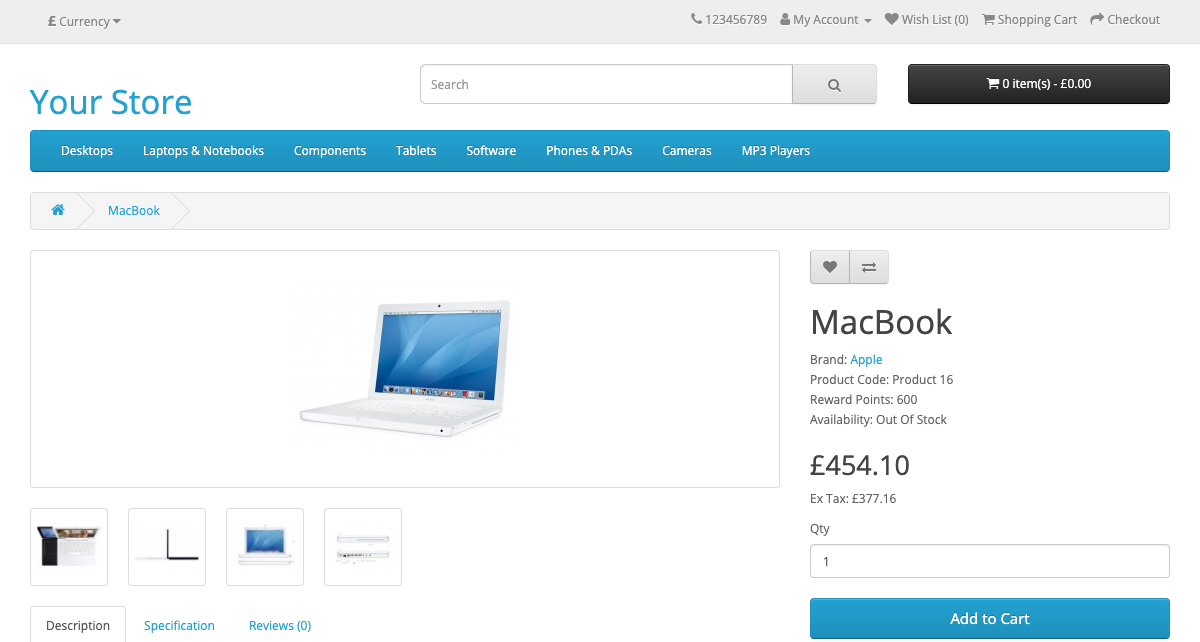 £ Currency
123456789 My Account Wish List (0) Shopping Cart Checkout
Your Store
Search
0 item(s) - £0.00
Desktops Laptops & Notebooks Components Tablets Software Phones & PDAs Cameras MP3 Players
MacBook
MacBook
Brand: Apple
Product Code: Product 16
Reward Points: 600
Availability: Out Of Stock
£454.10
Ex Tax: £377.16
Qty
1
Add to Cart
Description Specification Reviews (0)